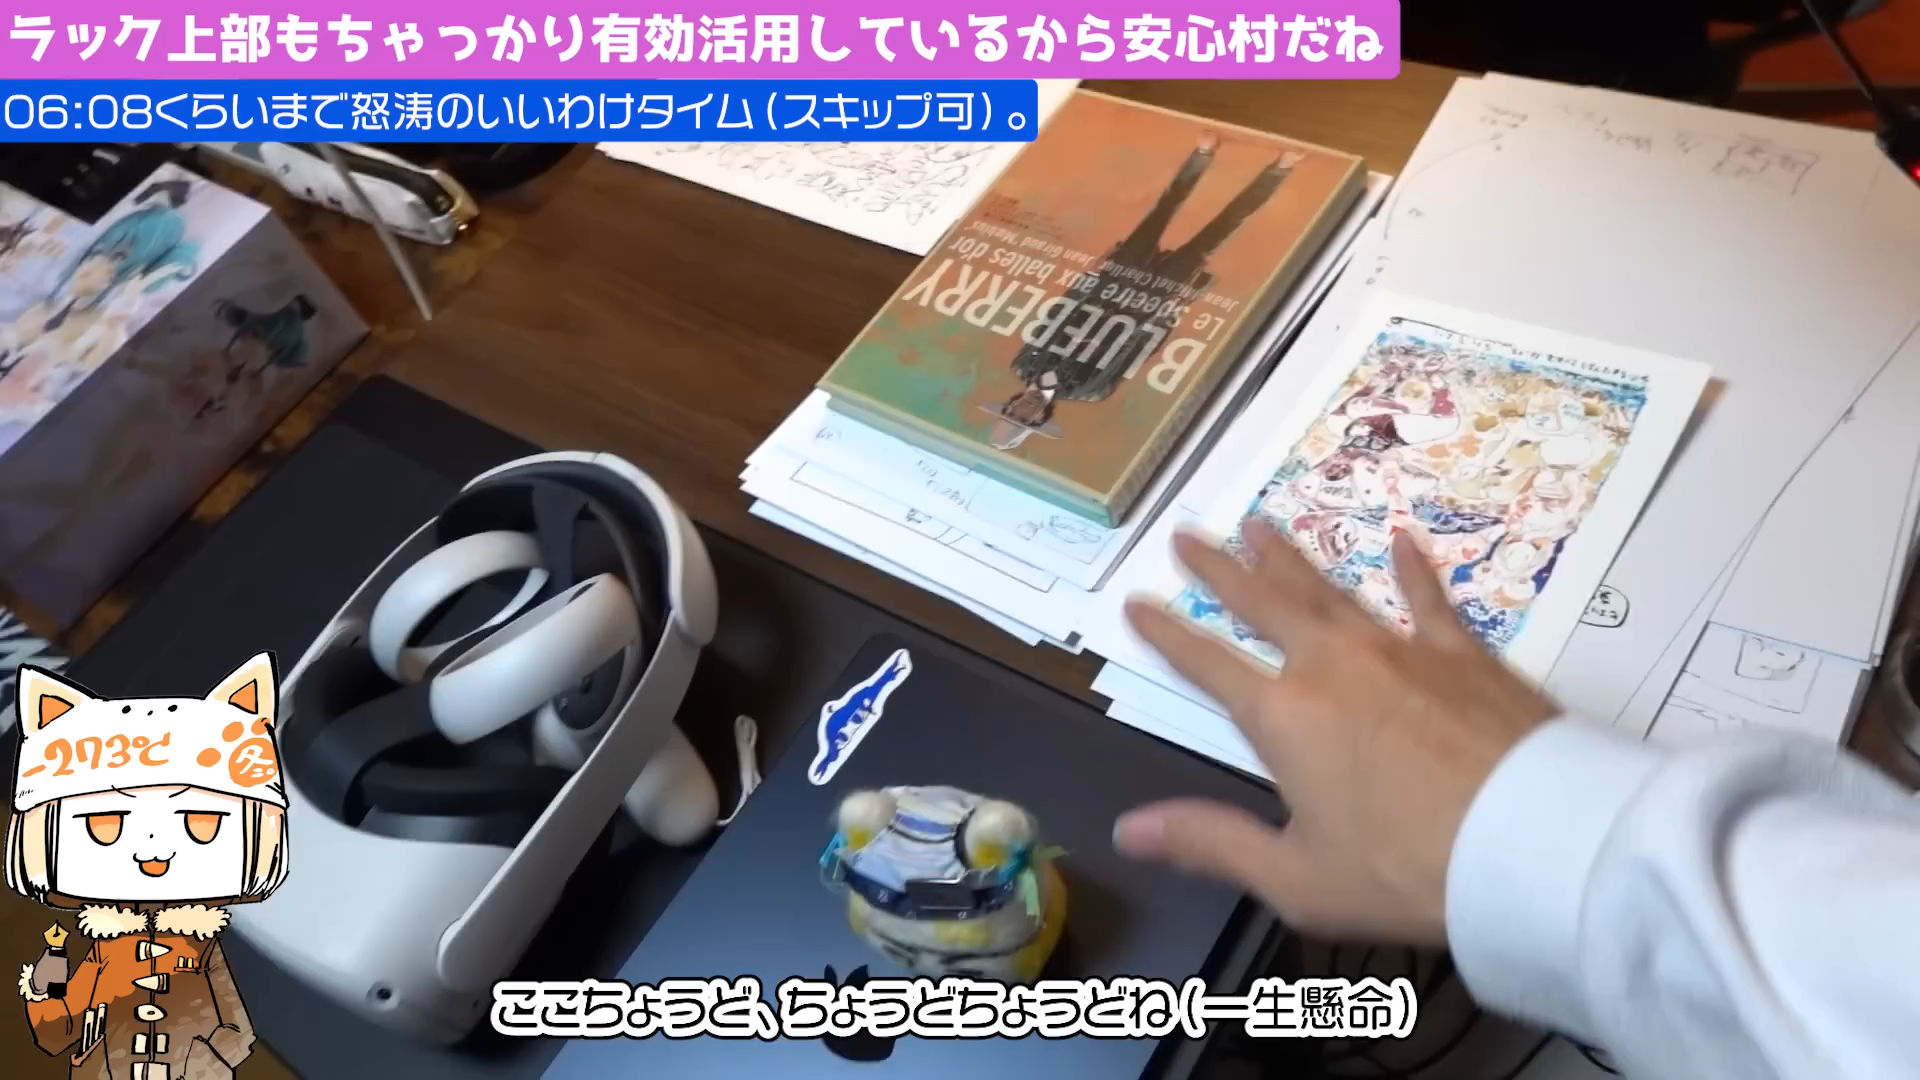 ラック上部もちゃっかり有効活用しているから安心村だね
06:08くらいまで怒涛のいいわけタイム(スキップ可)。
BLUEBERRY
Le Spectre aux balles d'or
Jean-Michel Charlier Jean Giraud "Moebius"
-273℃
冬
ここちょうど、ちょうどちょうどね(一生懸命)